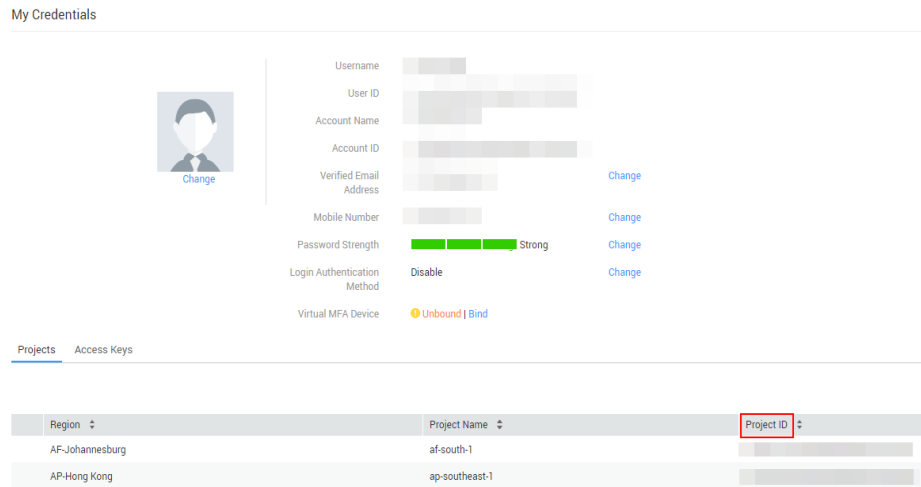 My Credentials
Username
User ID
Account Name
Account ID
Verified Email Address
Change
Mobile Number
Change
Password Strength
Strong
Change
Login Authentication Method
Disable
Change
Virtual MFA Device
Unbound | Bind
Change
Projects Access Keys
Region Project Name Project ID
AF-Johannesburg af-south-1
AP-Hong Kong ap-southeast-1